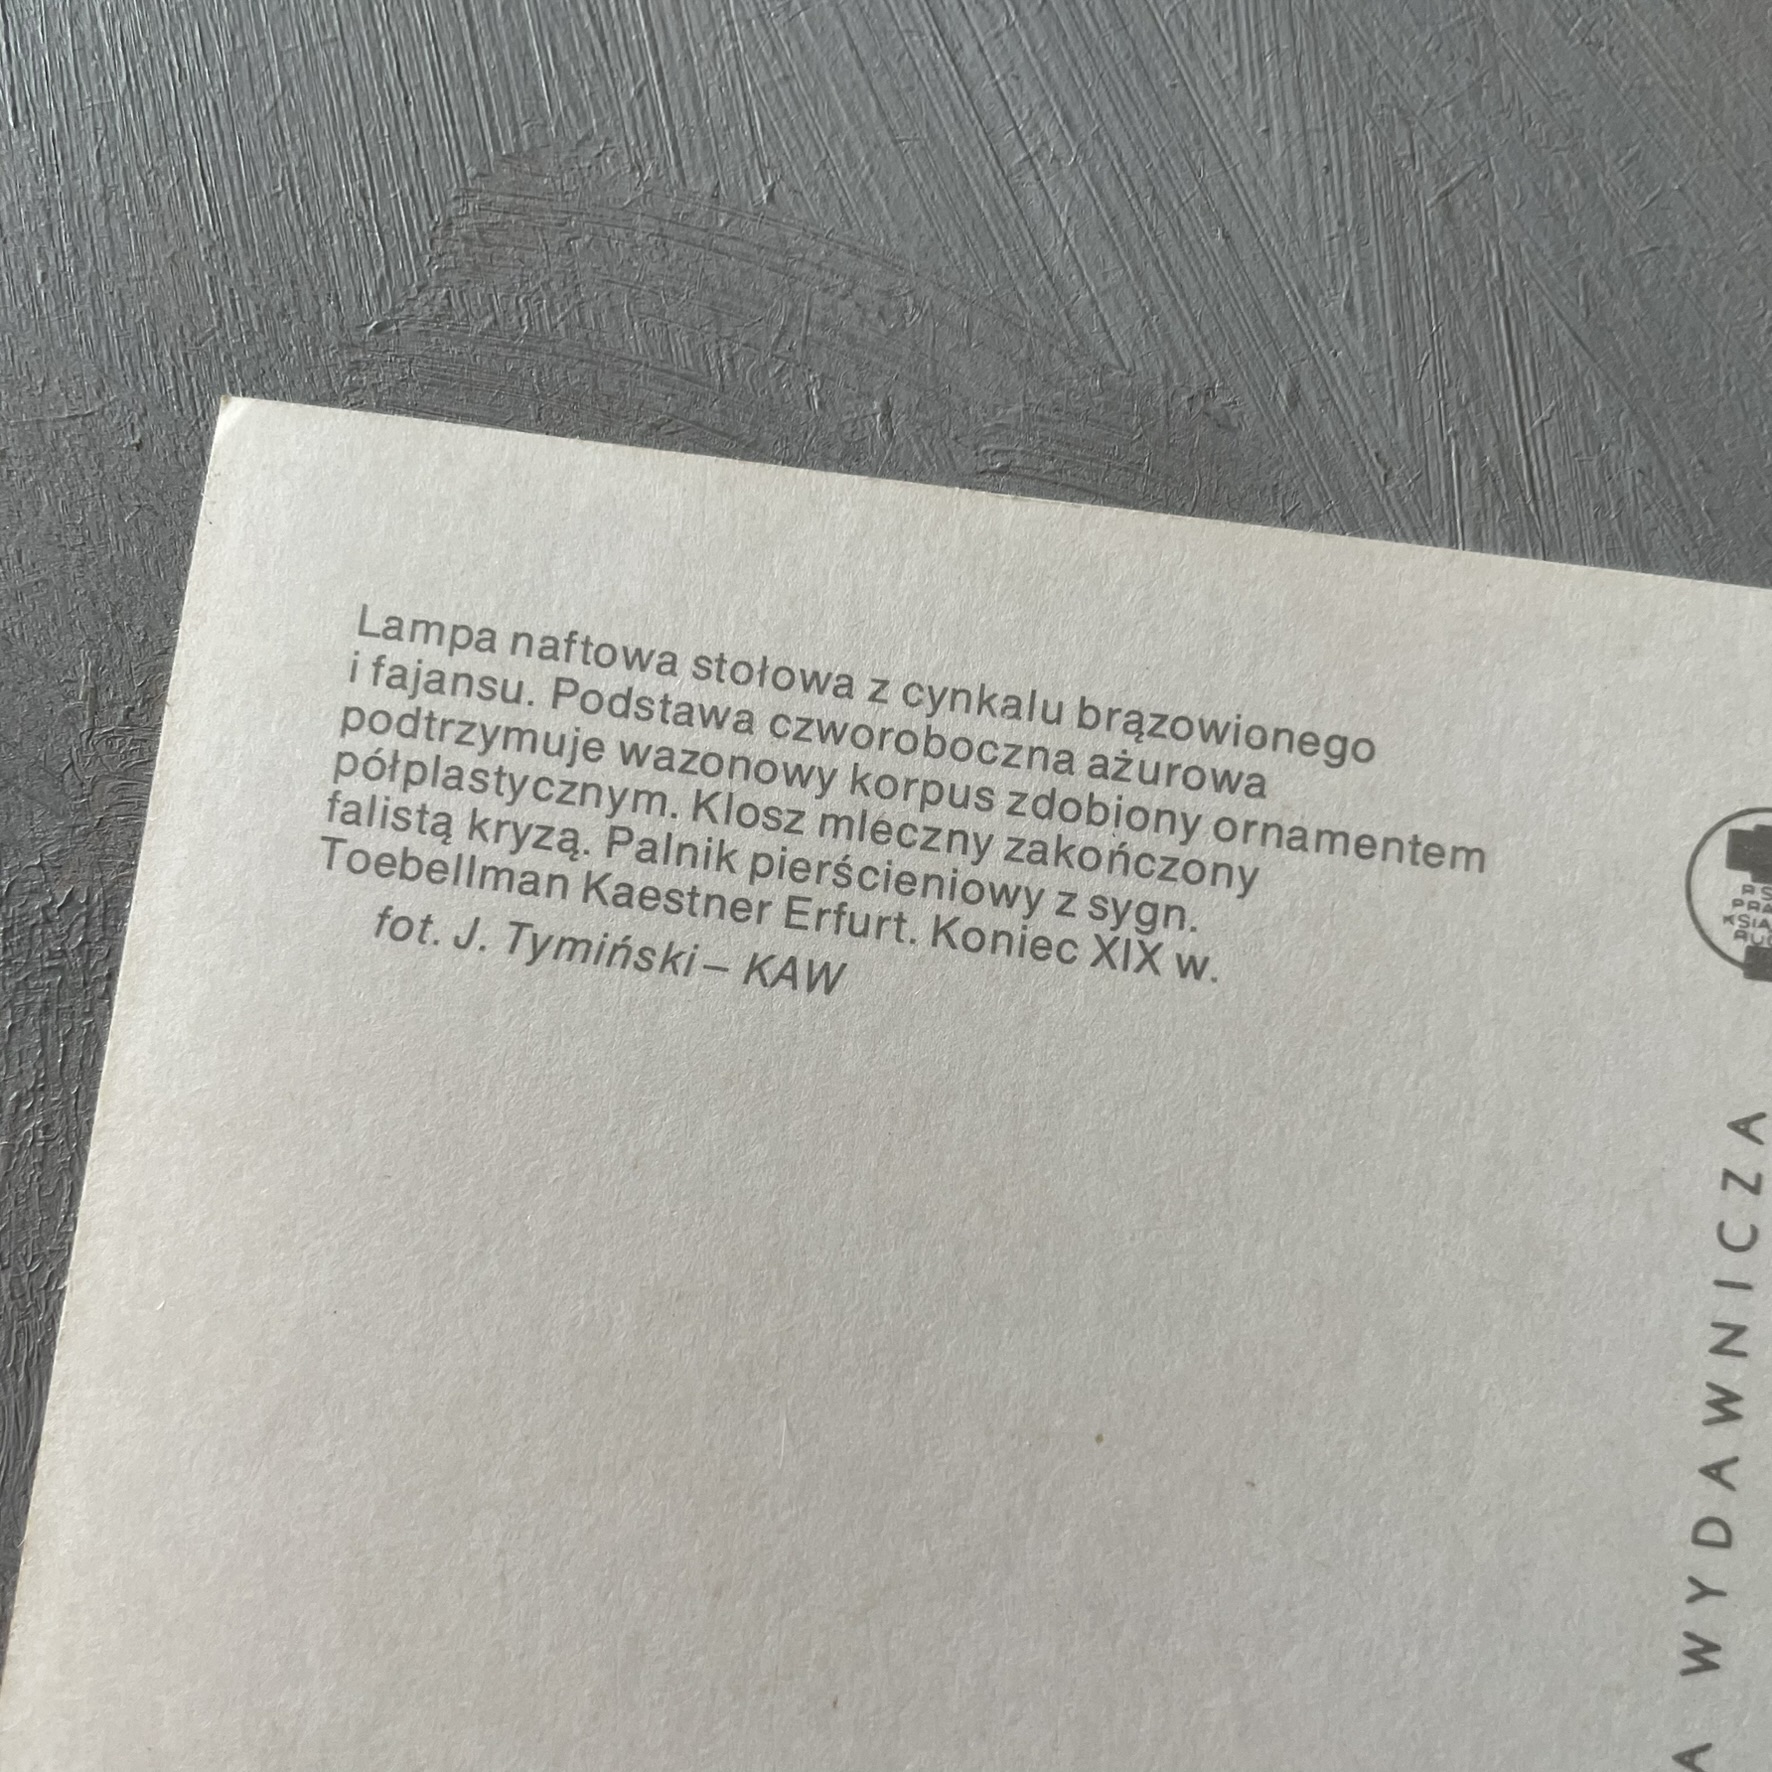 Lampa naftowa stołowa z cynkalu brązowionego
i fajansu. Podstawa czworoboczna ażurowa
podtrzymuje wazonowy korpus zdobiony ornamentem
półplastycznym. Klosz mleczny zakończony
falistą kryzą. Palnik pierścieniowy z sygn.
Toebellman Kaestner Erfurt. Koniec XIX w.
fot. J. Tymiński – KAW
A WYDAWNICZA